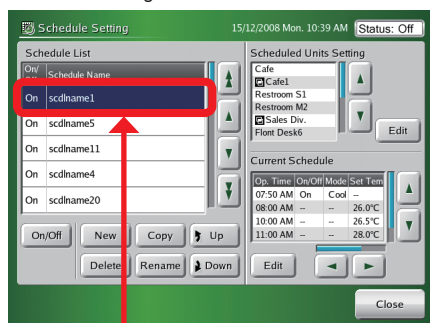 Schedule Setting
15/12/2008 Mon. 10:39 AM
Status: Off
Schedule List
On/
Schedule Name
On scdlname1
On scdlname5
On scdlname11
On scdlname4
On scdlname20
On/Off
New
Copy
Up
Delete
Rename
Down
Scheduled Units Setting
Cafe
Cafe1
Restroom S1
Restroom M2
Sales Div.
Flont Desk6
Edit
Current Schedule
Op. Time On/Off Mode Set Tem
07:50 AM On Cool --
08:00 AM -- -- 26.0°C
10:00 AM -- -- 26.5°C
11:00 AM -- -- 28.0°C
Edit
Close